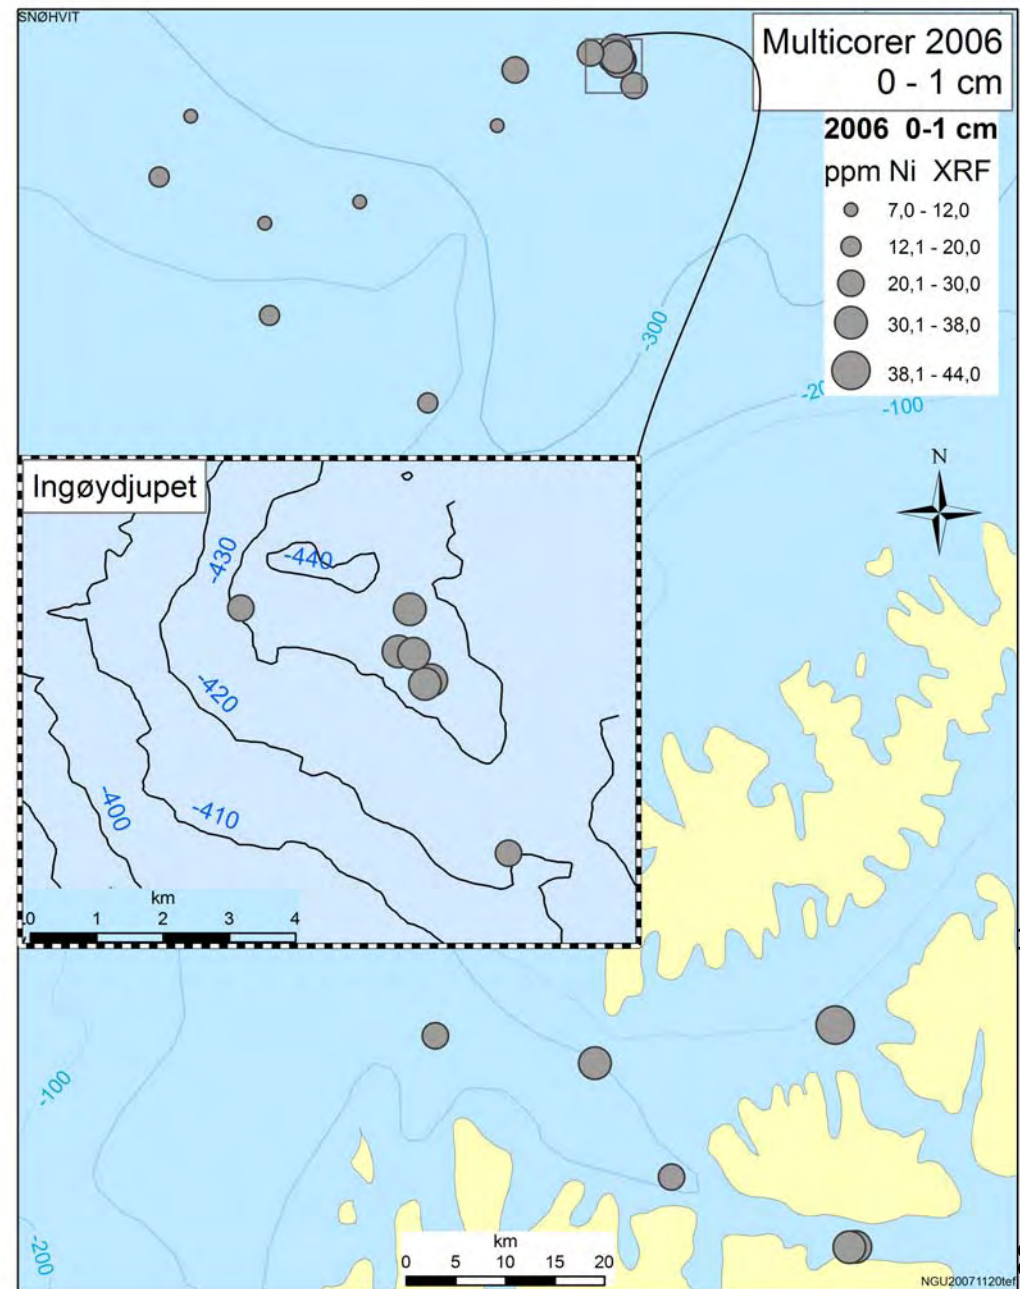 SNØHVIT
Multicorer 2006
0 - 1 cm
2006 0-1 cm
ppm Ni XRF
7,0 - 12,0
12,1 - 20,0
20,1 - 30,0
30,1 - 38,0
38,1 - 44,0
-300
-100
N
Ingøydjupet
-430
-440
-420
-410
-400
km
0 1 2 3 4
-100
-200
km
0 5 10 15 20
NGU20071120tef